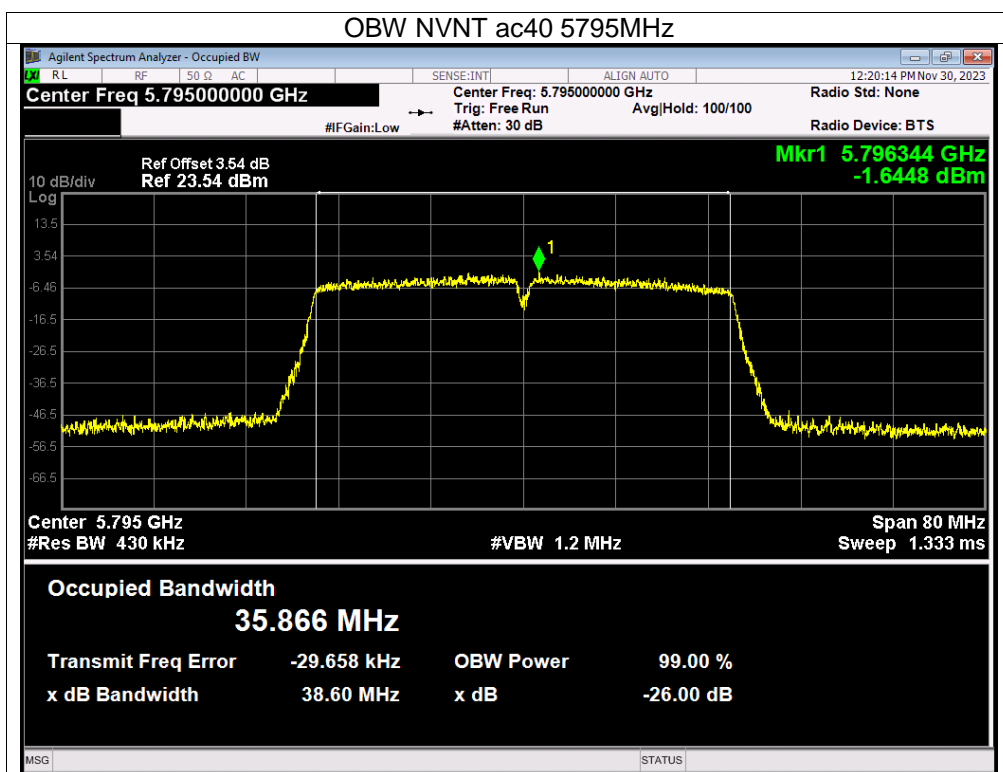 OBW NVNT ac40 5795MHz
Agilent Spectrum Analyzer - Occupied BW
LXI RL RF 50 Ω AC SENSE:INT ALIGN AUTO 12:20:14 PM Nov 30, 2023
Center Freq 5.795000000 GHz Center Freq: 5.795000000 GHz Radio Std: None
Trig: Free Run Avg|Hold: 100/100
#IFGain:Low #Atten: 30 dB Radio Device: BTS
Ref Offset 3.54 dB Mkr1 5.796344 GHz
10 dB/div Ref 23.54 dBm -1.6448 dBm
Log
13.5
3.54
1
-6.46
-16.5
-26.5
-36.5
-46.5
-56.5
-66.5
Center 5.795 GHz Span 80 MHz
#Res BW 430 kHz #VBW 1.2 MHz Sweep 1.333 ms
Occupied Bandwidth
35.866 MHz
Transmit Freq Error -29.658 kHz OBW Power 99.00 %
x dB Bandwidth 38.60 MHz x dB -26.00 dB
MSG STATUS